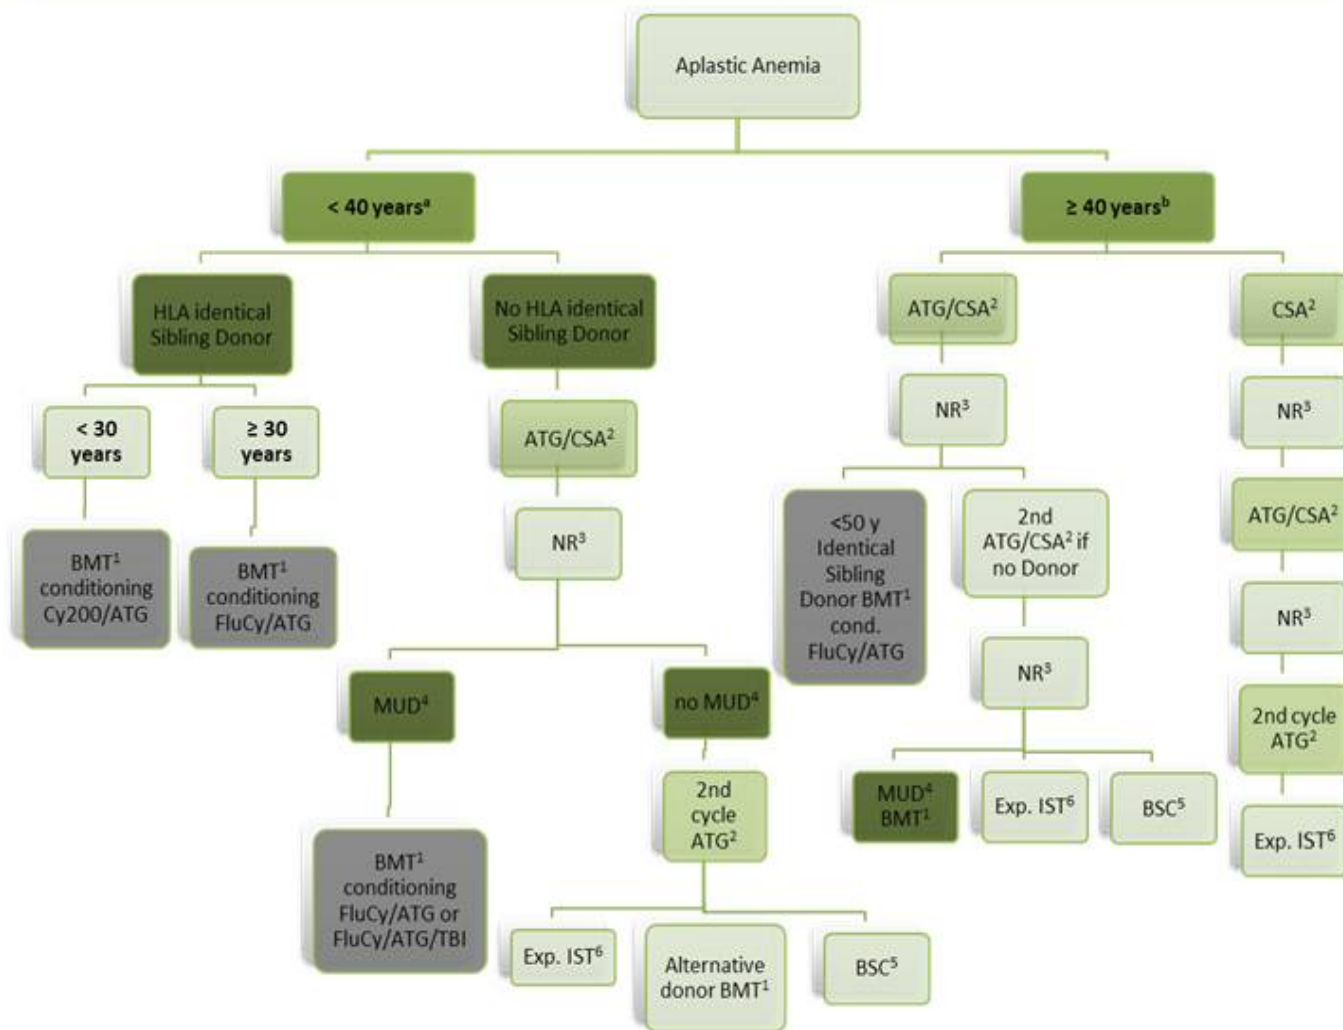 Aplastic Anemia
< 40 yearsᵃ
≥ 40 yearsᵇ
HLA identical
Sibling Donor
No HLA identical
Sibling Donor
ATG/CSA²
CSA²
< 30
years
≥ 30
years
ATG/CSA²
NR³
NR³
BMT¹
conditioning
Cy200/ATG
BMT¹
conditioning
FluCy/ATG
NR³
<50 y
Identical
Sibling
Donor BMT¹
cond.
FluCy/ATG
2nd
ATG/CSA² if
no Donor
ATG/CSA²
NR³
NR³
MUD⁴
no MUD⁴
2nd cycle
ATG²
BMT¹
conditioning
FluCy/ATG or
FluCy/ATG/TBI
2nd
cycle
ATG²
MUD⁴
BMT¹
Exp. IST⁶
BSC⁵
Exp. IST⁶
Exp. IST⁶
Alternative
donor BMT¹
BSC⁵